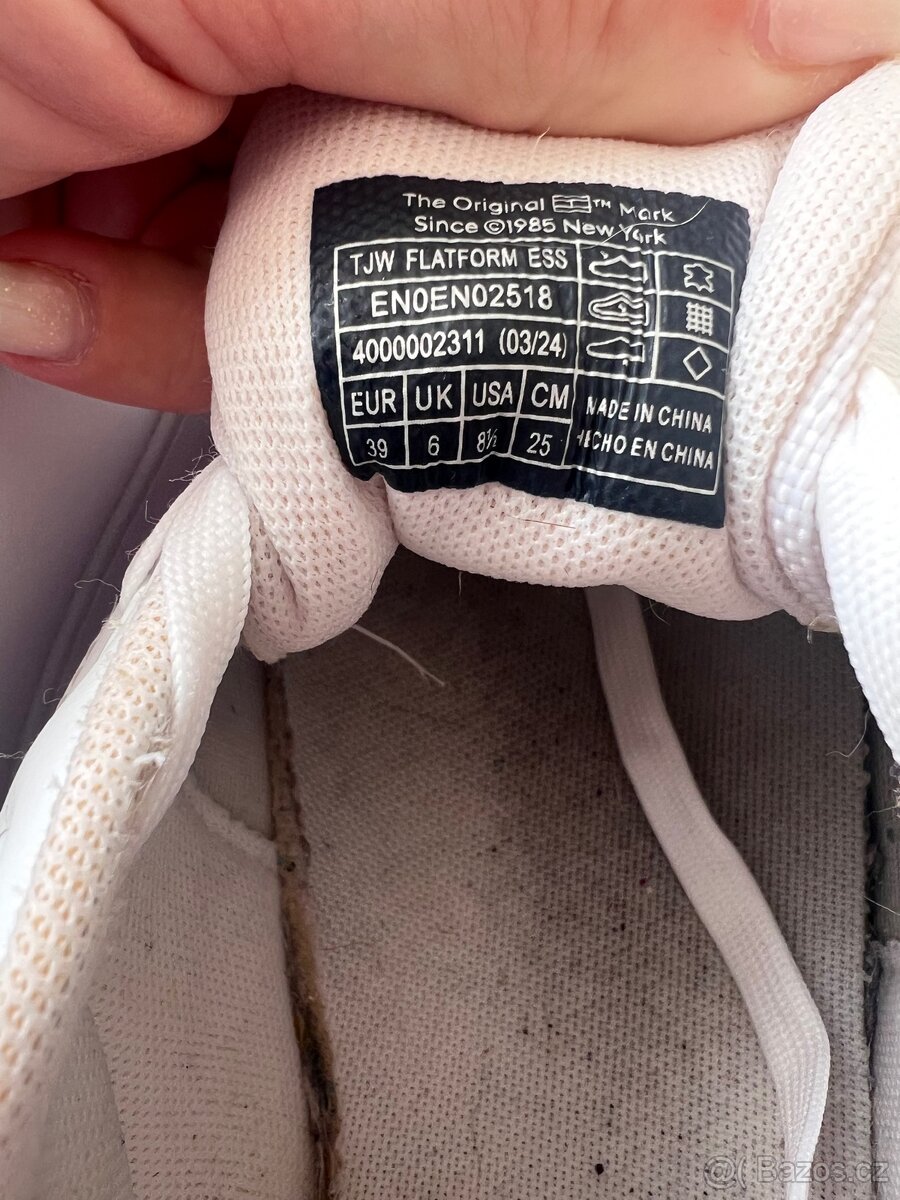 The Original ™ Mark
Since ©1985 New York
TJW FLATFORM ESS
EN0EN02518
4000002311 (03/24)
EUR UK USA CM
39 6 8½ 25
MADE IN CHINA
HECHO EN CHINA
@( Bazos.cz